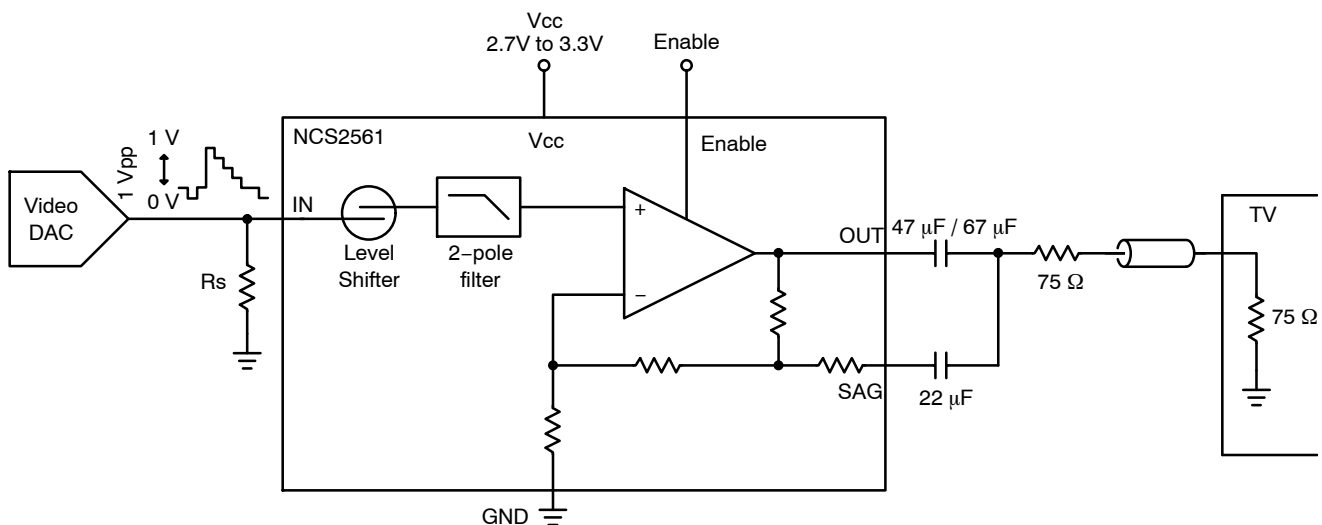 Vcc
2.7V to 3.3V
Enable
NCS2561
Vcc
Enable
1 Vpp
1 V
0 V
Video
DAC
IN
Level
Shifter
2−pole
filter
+
−
OUT
47 µF / 67 µF
75 Ω
TV
75 Ω
Rs
SAG
22 µF
GND